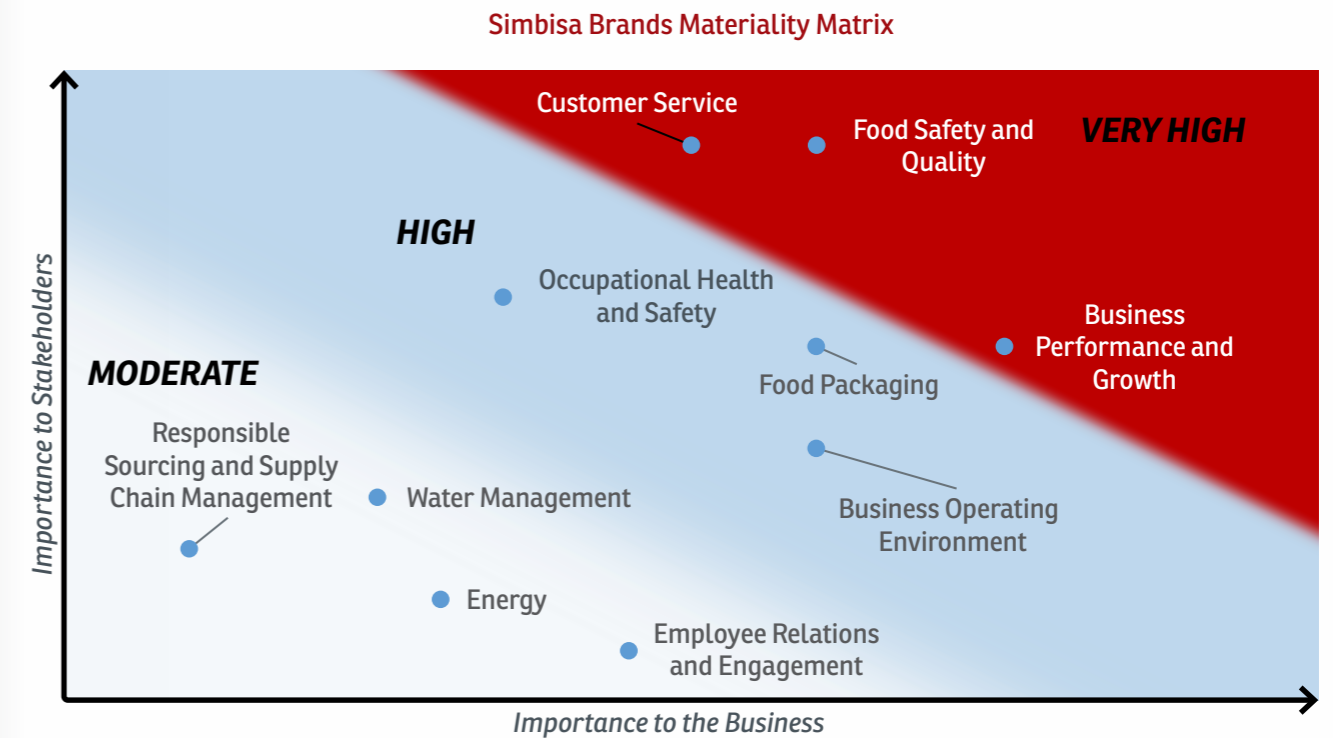 Simbisa Brands Materiality Matrix
Customer Service
Food Safety and
Quality
VERY HIGH
HIGH
Occupational Health
and Safety
Business
Performance and
Growth
Food Packaging
MODERATE
Responsible
Sourcing and Supply
Chain Management
Water Management
Business Operating
Environment
Energy
Employee Relations
and Engagement
Importance to Stakeholders
Importance to the Business